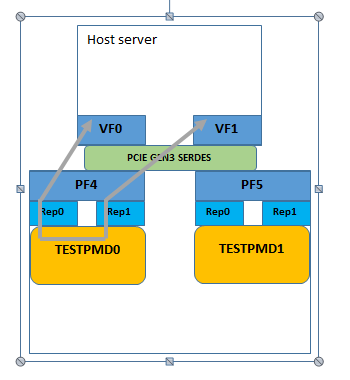 Host server
VF0 VF1
PCIE GEN3 SERDES
PF4 PF5
Rep0 Rep1 Rep0 Rep1
TESTPMD0 TESTPMD1